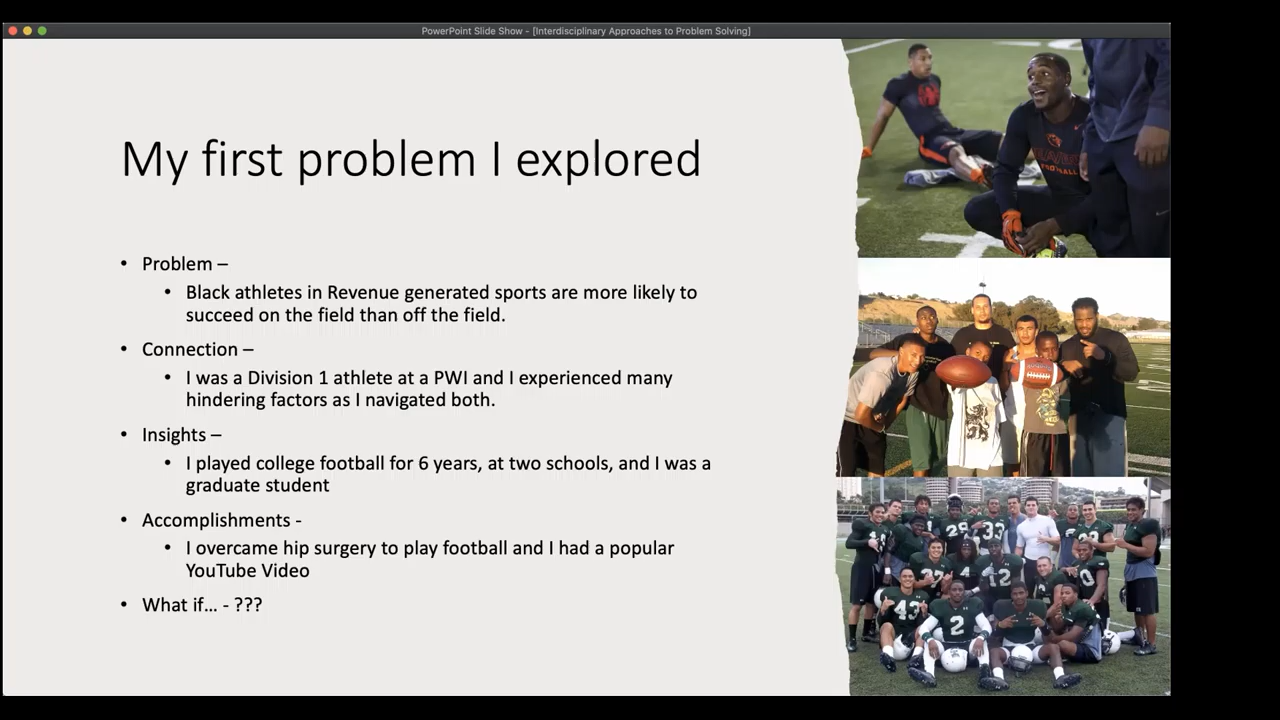 PowerPoint Slide Show - [Interdisciplinary Approaches to Problem Solving]
My first problem I explored
• Problem –
• Black athletes in Revenue generated sports are more likely to
succeed on the field than off the field.
• Connection –
• I was a Division 1 athlete at a PWI and I experienced many
hindering factors as I navigated both.
• Insights –
• I played college football for 6 years, at two schools, and I was a
graduate student
• Accomplishments -
• I overcame hip surgery to play football and I had a popular
YouTube Video
• What if... - ???
28
33
4
12
43
2